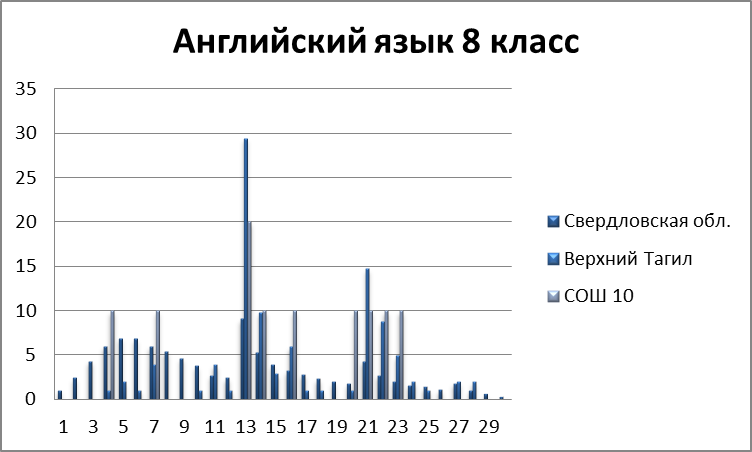 Английский язык 8 класс
35
30
25
20
15
10
5
0
1 3 5 7 9 11 13 15 17 19 21 23 25 27 29
Свердловская обл.
Верхний Тагил
СОШ 10